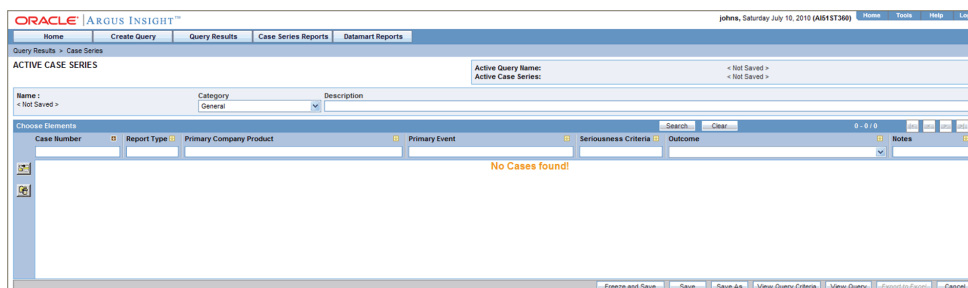 ORACLE | ARGUS INSIGHT™
johns, Saturday July 10, 2010 (AI51ST360) Home Tools Help
Home Create Query Query Results Case Series Reports Datamart Reports
Query Results > Case Series
ACTIVE CASE SERIES
Active Query Name: < Not Saved >
Active Case Series: < Not Saved >
Name : Category Description
< Not Saved > General
Choose Elements Search Clear 0 - 0 / 0
Case Number Report Type Primary Company Product Primary Event Seriousness Criteria Outcome Notes
No Cases found!
Freeze and Save Save Save As View Query Criteria View Query Export to Excel Cancel